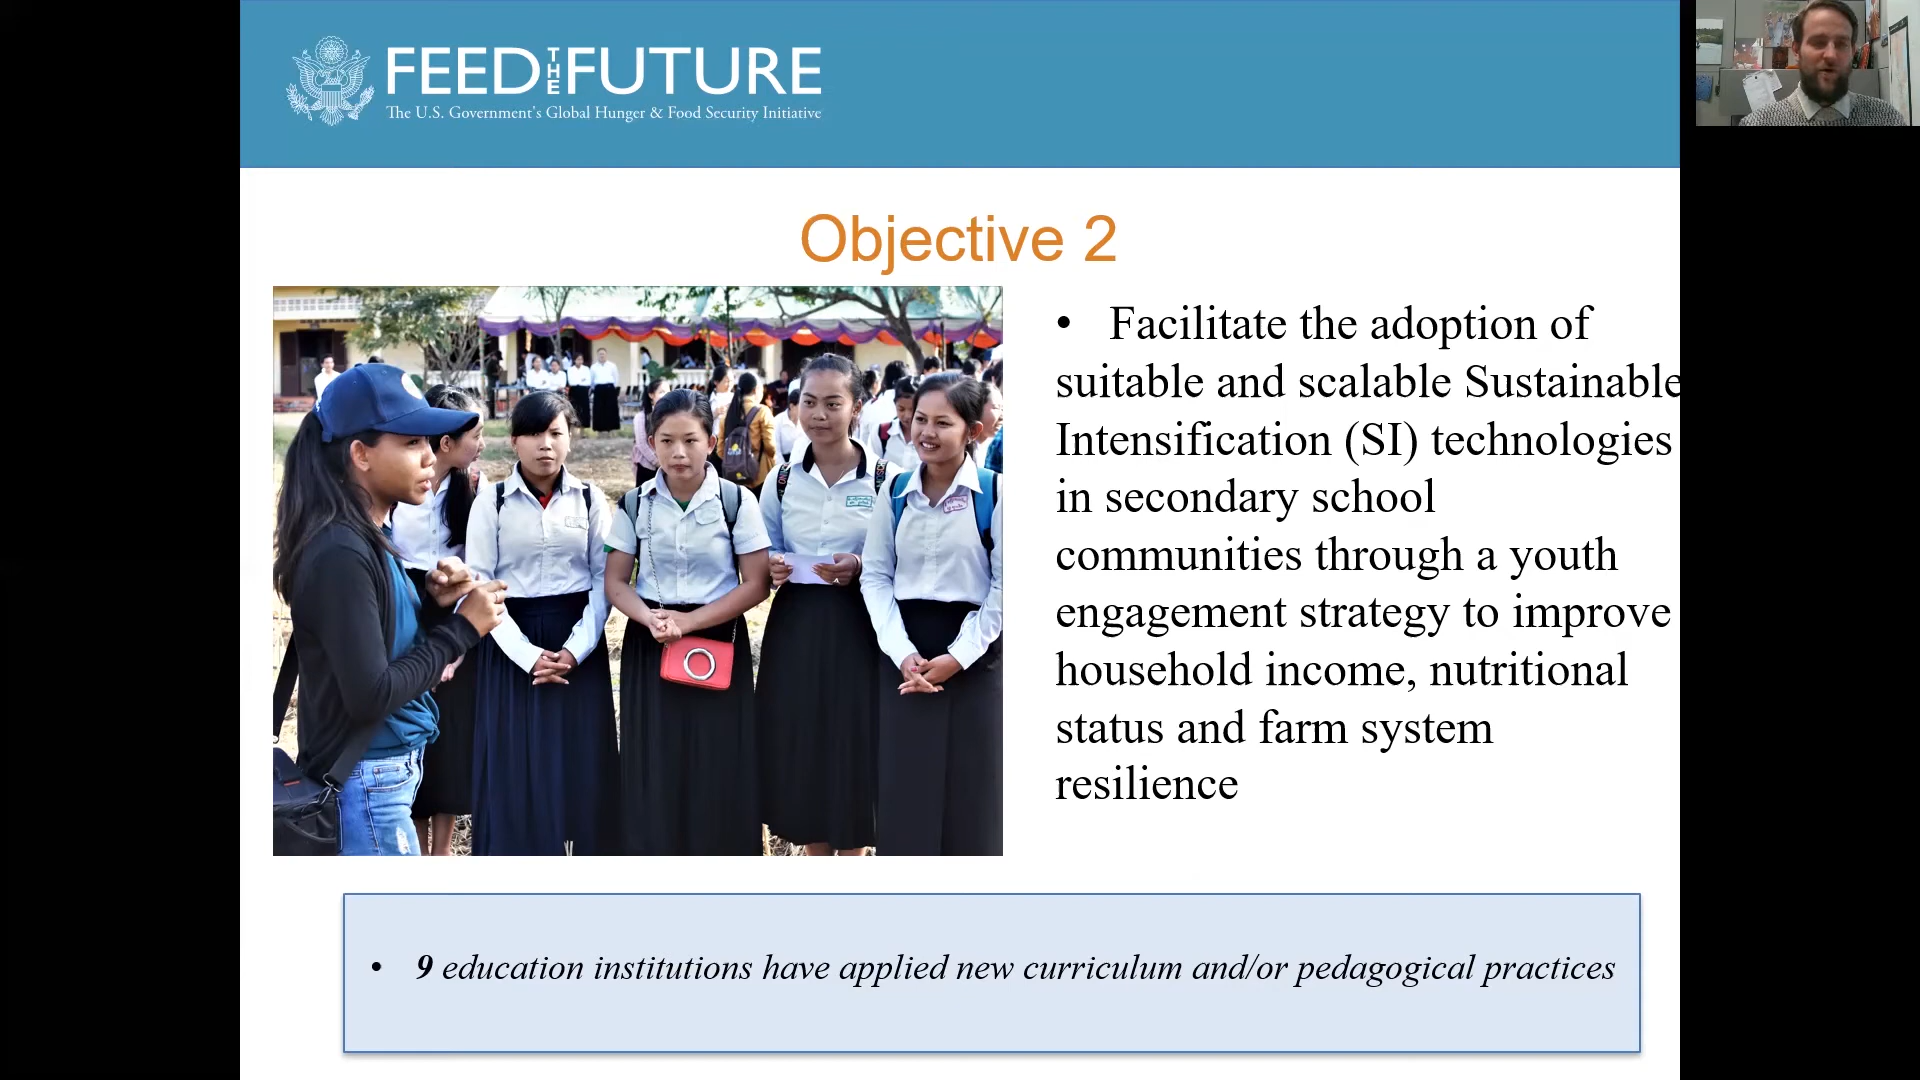 FEED THE FUTURE
The U.S. Government's Global Hunger & Food Security Initiative
Objective 2
• Facilitate the adoption of
suitable and scalable Sustainable
Intensification (SI) technologies
in secondary school
communities through a youth
engagement strategy to improve
household income, nutritional
status and farm system
resilience
• 9 education institutions have applied new curriculum and/or pedagogical practices